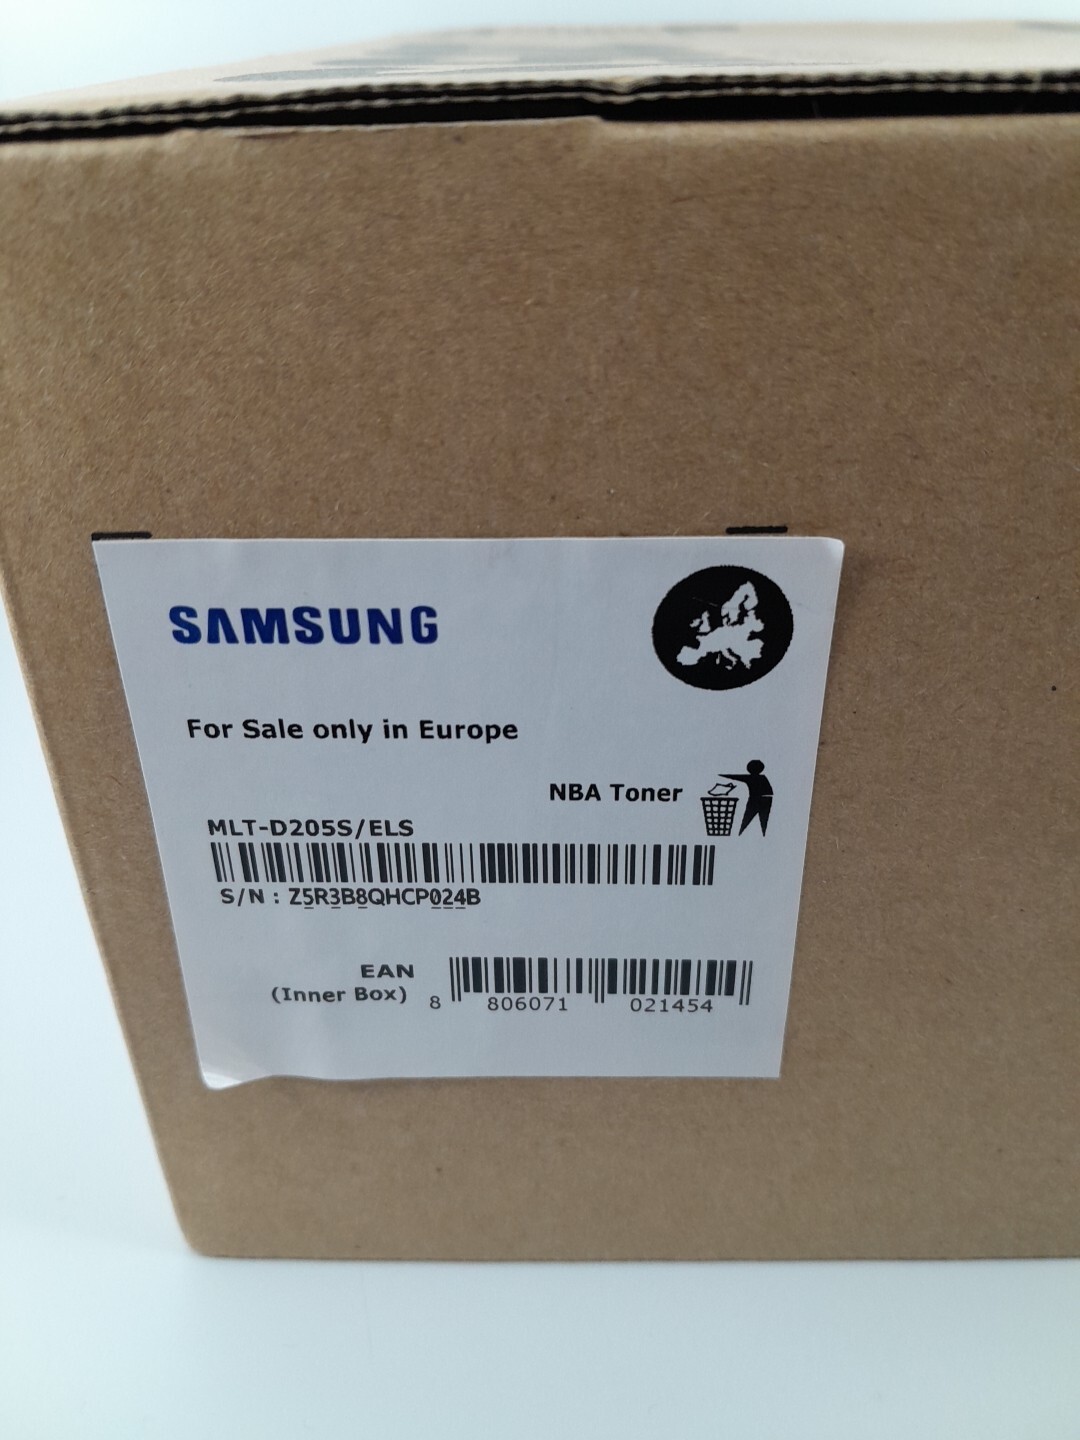 SAMSUNG
For Sale only in Europe
NBA Toner
MLT-D205S/ELS
S/N : Z5R3B8QHCP024B
EAN
(Inner Box)
8 806071 021454